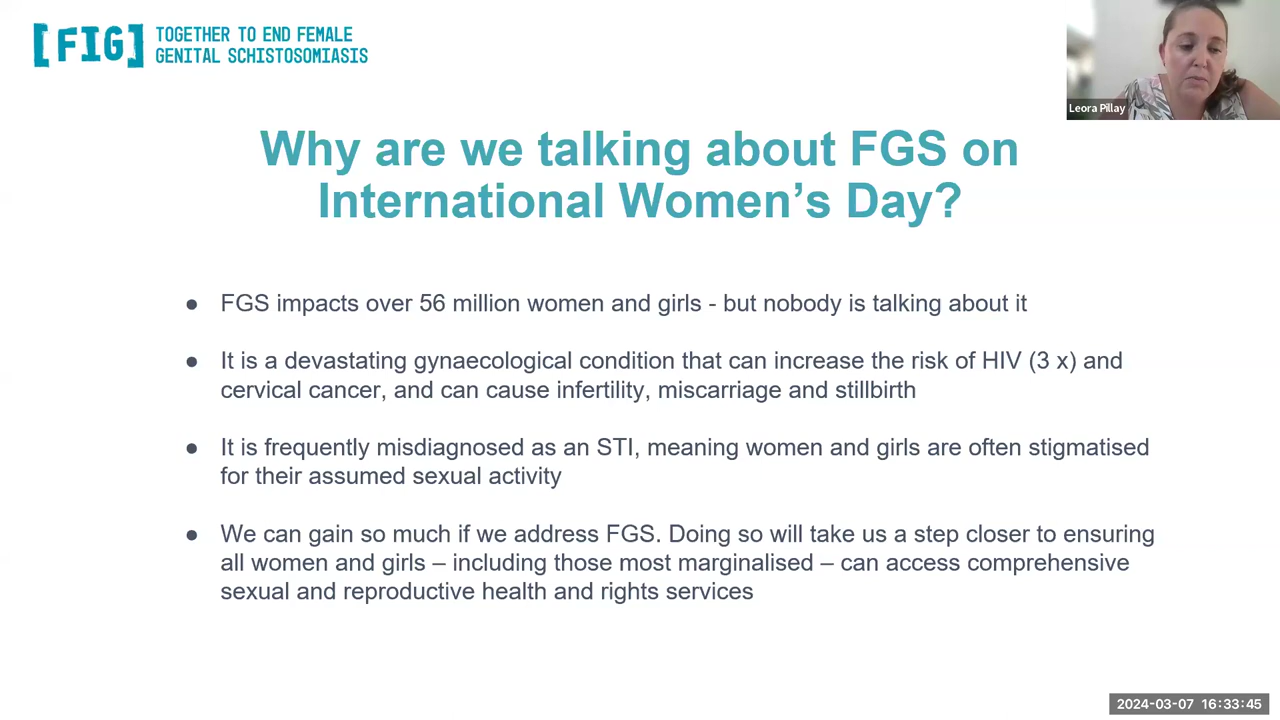 [FIG] TOGETHER TO END FEMALE
GENITAL SCHISTOSOMIASIS
Leora Pillay
Why are we talking about FGS on
International Women’s Day?
● FGS impacts over 56 million women and girls - but nobody is talking about it
● It is a devastating gynaecological condition that can increase the risk of HIV (3 x) and
cervical cancer, and can cause infertility, miscarriage and stillbirth
● It is frequently misdiagnosed as an STI, meaning women and girls are often stigmatised
for their assumed sexual activity
● We can gain so much if we address FGS. Doing so will take us a step closer to ensuring
all women and girls – including those most marginalised – can access comprehensive
sexual and reproductive health and rights services
2024-03-07 16:33:45